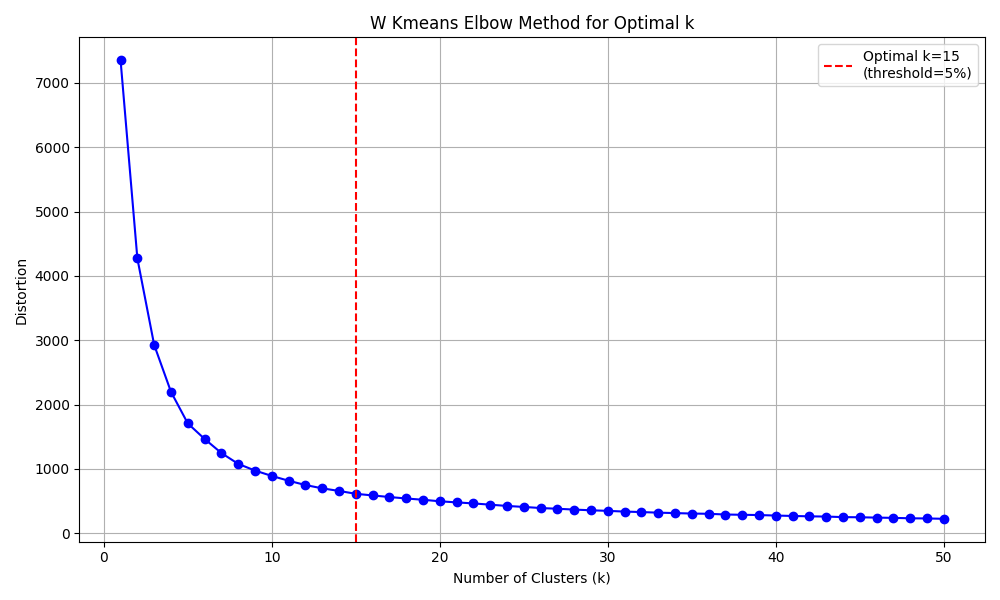 W Kmeans Elbow Method for Optimal k
Optimal k=15
(threshold=5%)
Distortion
7000
6000
5000
4000
3000
2000
1000
0
0
10
20
30
40
50
Number of Clusters (k)